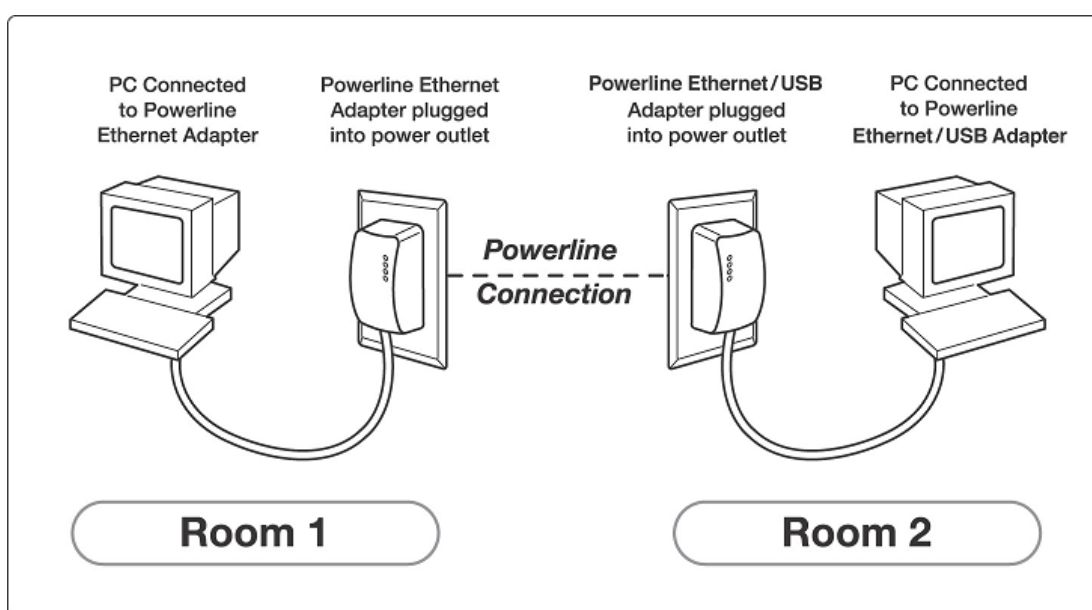 PC Connected
to Powerline
Ethernet Adapter
Powerline Ethernet
Adapter plugged
into power outlet
Powerline Ethernet/USB
Adapter plugged
into power outlet
PC Connected
to Powerline
Ethernet/USB Adapter
Powerline
Connection
Room 1
Room 2